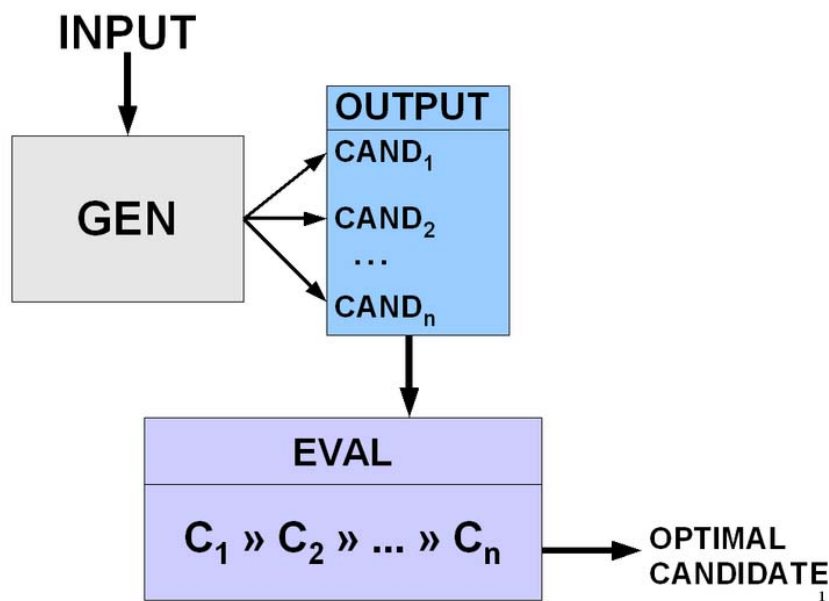 INPUT
GEN
OUTPUT
CAND₁
CAND₂
...
CANDₙ
EVAL
C₁ » C₂ » ... » Cₙ
OPTIMAL
CANDIDATE
1